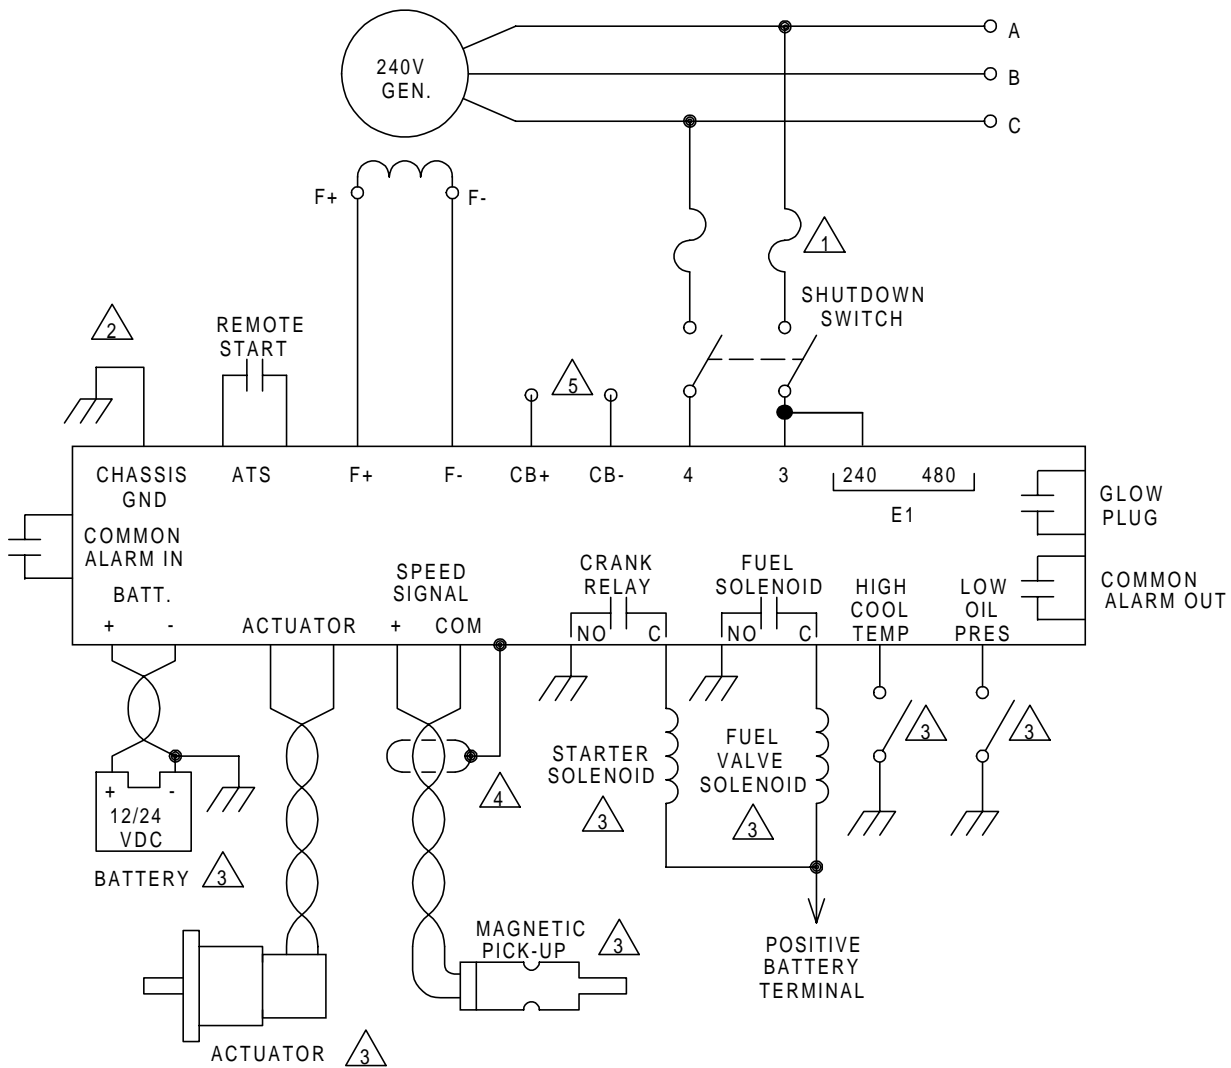 A
240V
GEN.
B
C
F+
F-
1
SHUTDOWN
SWITCH
2
REMOTE
START
5
CHASSIS
GND
ATS
F+
F-
CB+
CB-
4
3
240
480
E1
GLOW
PLUG
COMMON
ALARM IN
BATT.
+
-
ACTUATOR
SPEED
SIGNAL
+
COM
CRANK
RELAY
NO
C
FUEL
SOLENOID
NO
C
HIGH
COOL
TEMP
LOW
OIL
PRES
COMMON
ALARM OUT
3
3
+
-
12/24
VDC
BATTERY
3
4
STARTER
SOLENOID
3
FUEL
VALVE
SOLENOID
3
MAGNETIC
PICK-UP
3
POSITIVE
BATTERY
TERMINAL
ACTUATOR
3